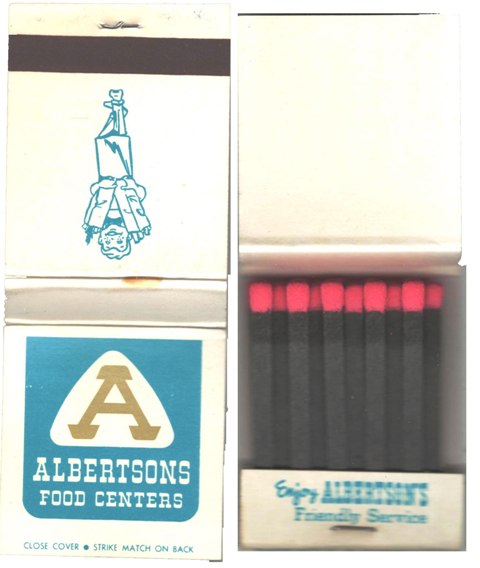 A
ALBERTSONS
FOOD CENTERS
CLOSE COVER ● STRIKE MATCH ON BACK
Enjoy ALBERTSON'S
Friendly Service